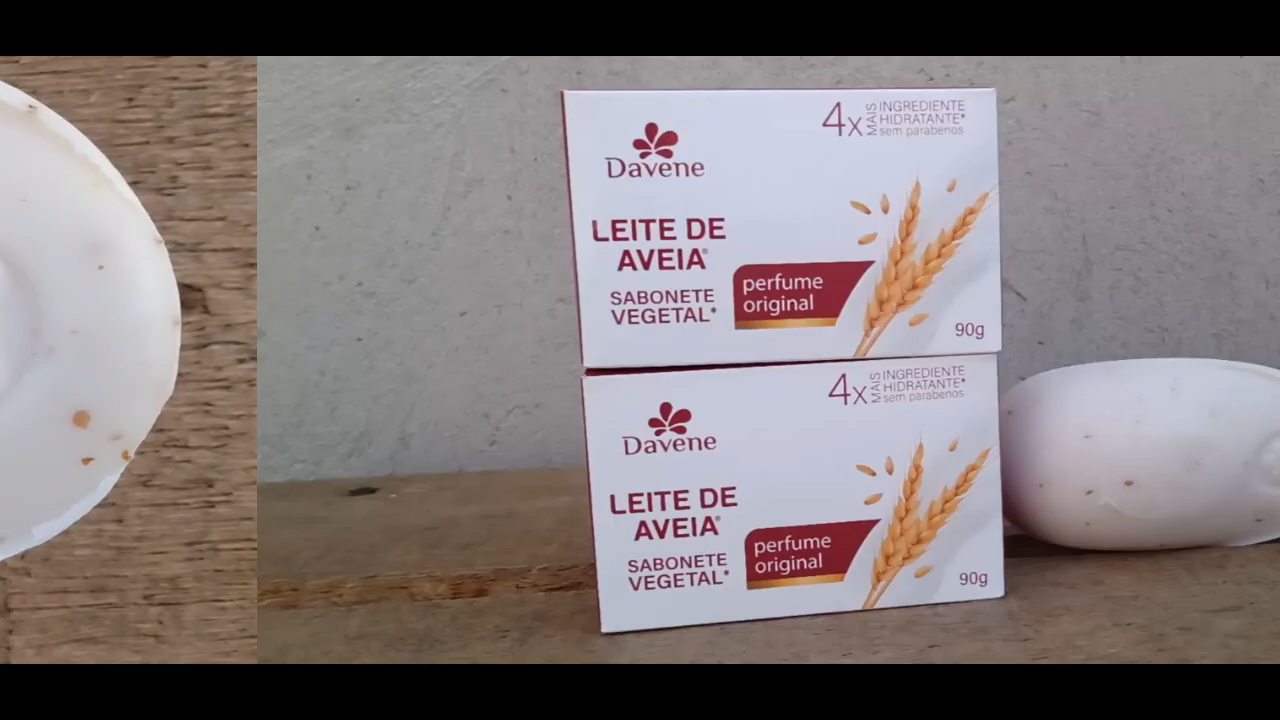 4x MAIS INGREDIENTE
HIDRATANTE*
sem parabenos
Davene
LEITE DE
AVEIA®
SABONETE
VEGETAL*
perfume
original
90g
4x MAIS INGREDIENTE
HIDRATANTE*
sem parabenos
Davene
LEITE DE
AVEIA®
SABONETE
VEGETAL*
perfume
original
90g